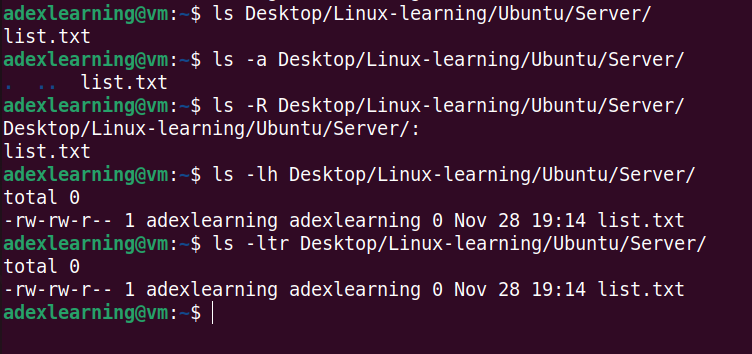 adexlearning@vm:~$ ls Desktop/Linux-learning/Ubuntu/Server/
list.txt
adexlearning@vm:~$ ls -a Desktop/Linux-learning/Ubuntu/Server/
.  ..  list.txt
adexlearning@vm:~$ ls -R Desktop/Linux-learning/Ubuntu/Server/
Desktop/Linux-learning/Ubuntu/Server/:
list.txt
adexlearning@vm:~$ ls -lh Desktop/Linux-learning/Ubuntu/Server/
total 0
-rw-rw-r-- 1 adexlearning adexlearning 0 Nov 28 19:14 list.txt
adexlearning@vm:~$ ls -ltr Desktop/Linux-learning/Ubuntu/Server/
total 0
-rw-rw-r-- 1 adexlearning adexlearning 0 Nov 28 19:14 list.txt
adexlearning@vm:~$